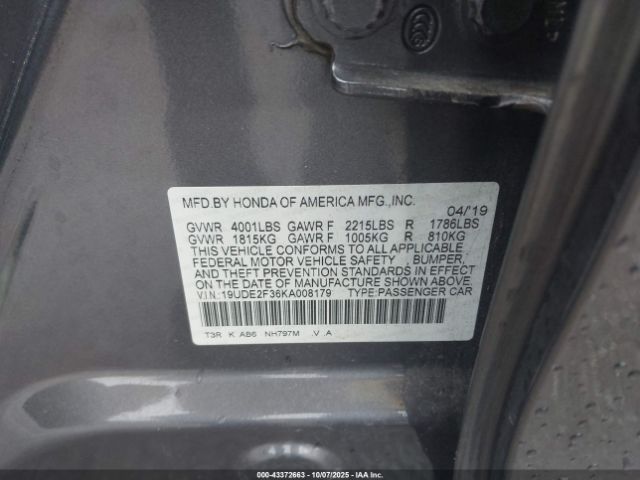 MFD.BY HONDA OF AMERICA MFG.,INC.
04/'19
GVWR 4001LBS GAWR F 2215LBS R 1786LBS
GVWR 1815KG GAWR F 1005KG R 810KG
THIS VEHICLE CONFORMS TO ALL APPLICABLE
FEDERAL MOTOR VEHICLE SAFETY , BUMPER,
AND THEFT PREVENTION STANDARDS IN EFFECT
ON THE DATE OF MANUFACTURE SHOWN ABOVE.
V.I.N.:19UDE2F36KA008179 TYPE:PASSENGER CAR
T3R K AB6 NH797M .V .A
000-43372663 | 10/07/2025 | IAA Inc.